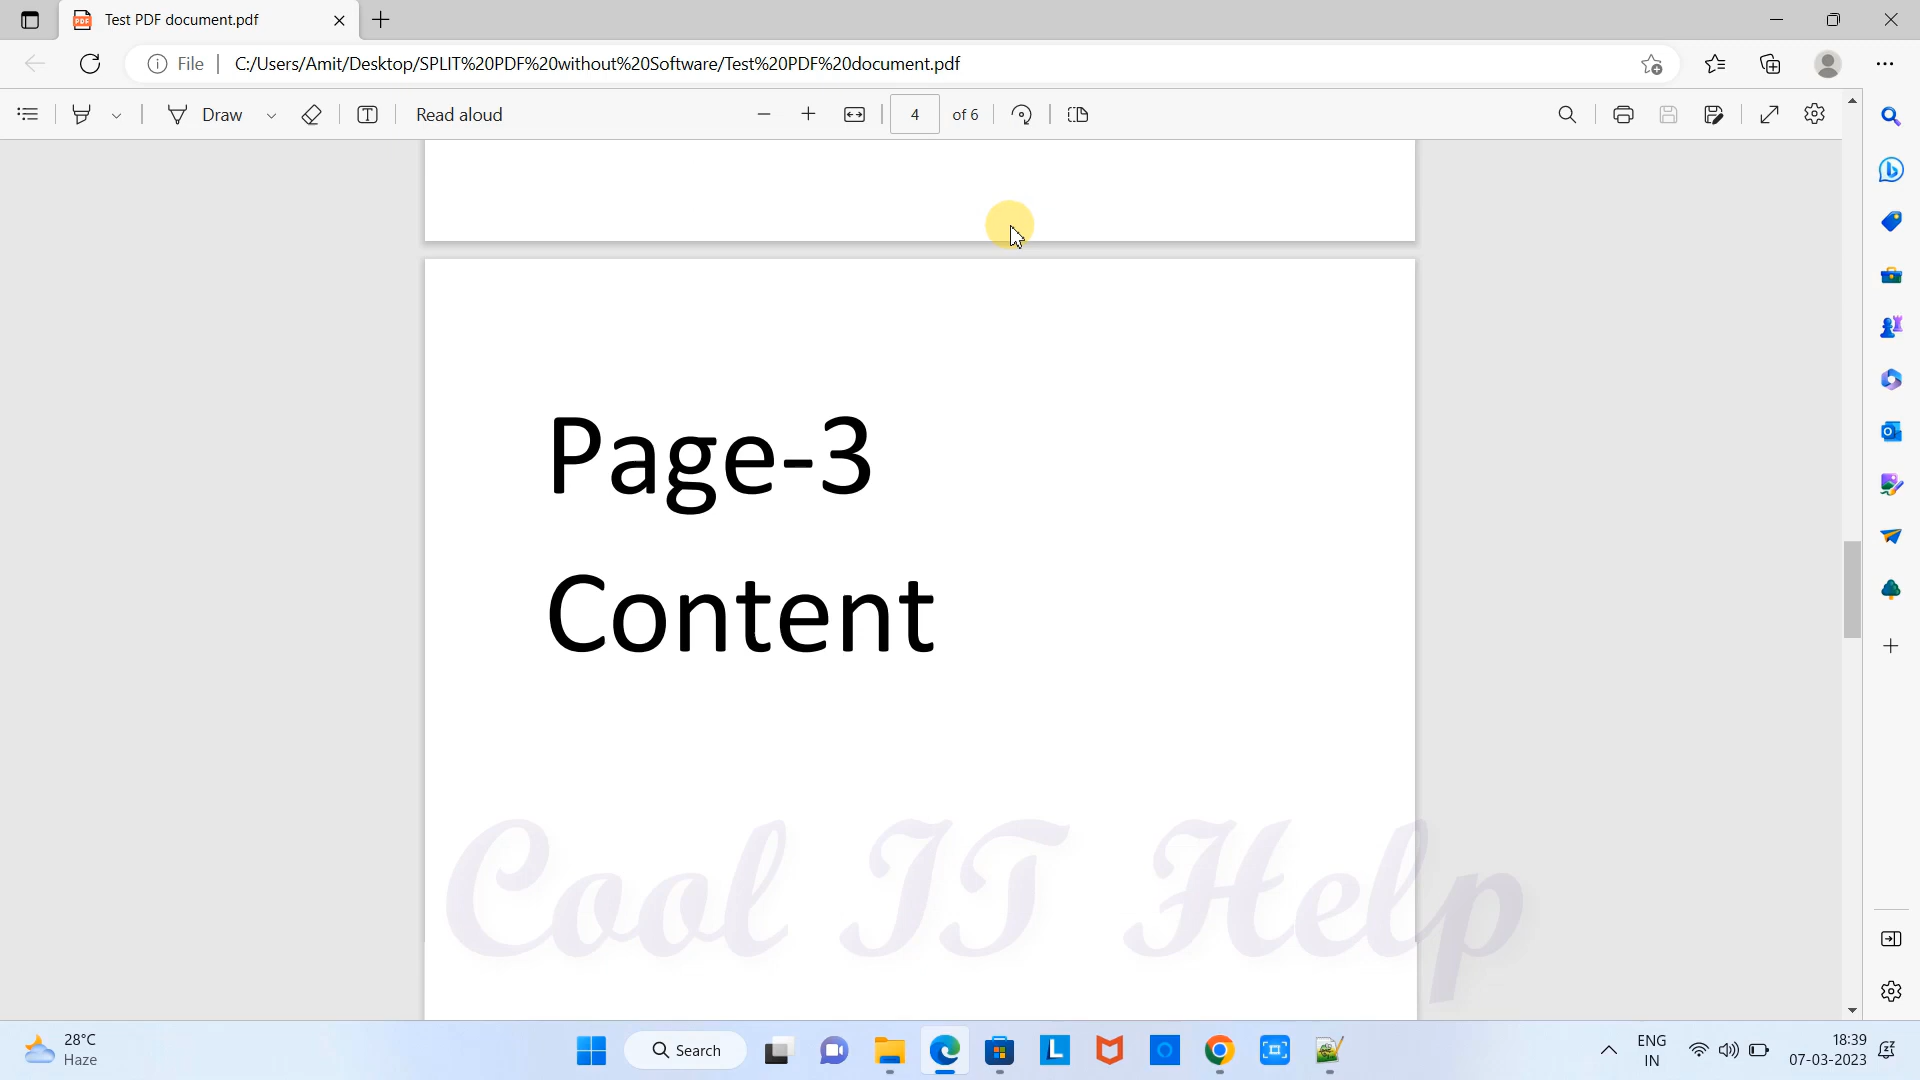 Test PDF document.pdf
File
C:/Users/Amit/Desktop/SPLIT%20PDF%20without%20Software/Test%20PDF%20document.pdf
Draw
Read aloud
4 of 6
Page-3
Content
Cool IT Help
28°C
Haze
Search
ENG
IN
18:39
07-03-2023